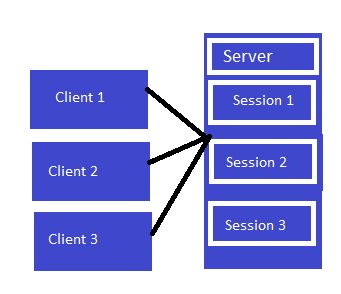 Client 1
Client 2
Client 3
Server
Session 1
Session 2
Session 3